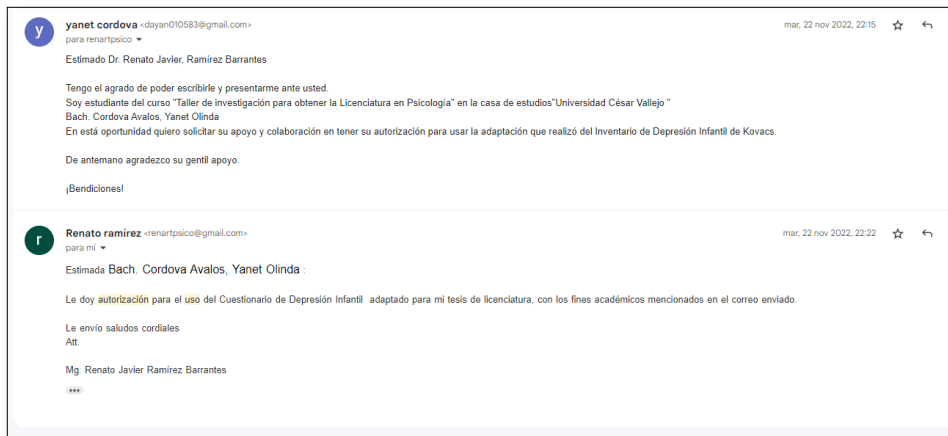 y
yanet cordova <dayan010583@gmail.com>
mar, 22 nov 2022, 22:15
para renartpsico
Estimado Dr. Renato Javier, Ramírez Barrantes
Tengo el agrado de poder escribirle y presentarme ante usted.
Soy estudiante del curso "Taller de investigación para obtener la Licenciatura en Psicología" en la casa de estudios"Universidad César Vallejo "
Bach. Cordova Avalos, Yanet Olinda
En está oportunidad quiero solicitar su apoyo y colaboración en tener su autorización para usar la adaptación que realizó del Inventario de Depresión Infantil de Kovacs.
De antemano agradezco su gentil apoyo.
¡Bendiciones!
r
Renato ramírez <renartpsico@gmail.com>
mar, 22 nov 2022, 22:22
para mí
Estimada Bach. Cordova Avalos, Yanet Olinda :
Le doy autorización para el uso del Cuestionario de Depresión Infantil adaptado para mi tesis de licenciatura, con los fines académicos mencionados en el correo enviado.
Le envío saludos cordiales
Att.
Mg. Renato Javier Ramírez Barrantes